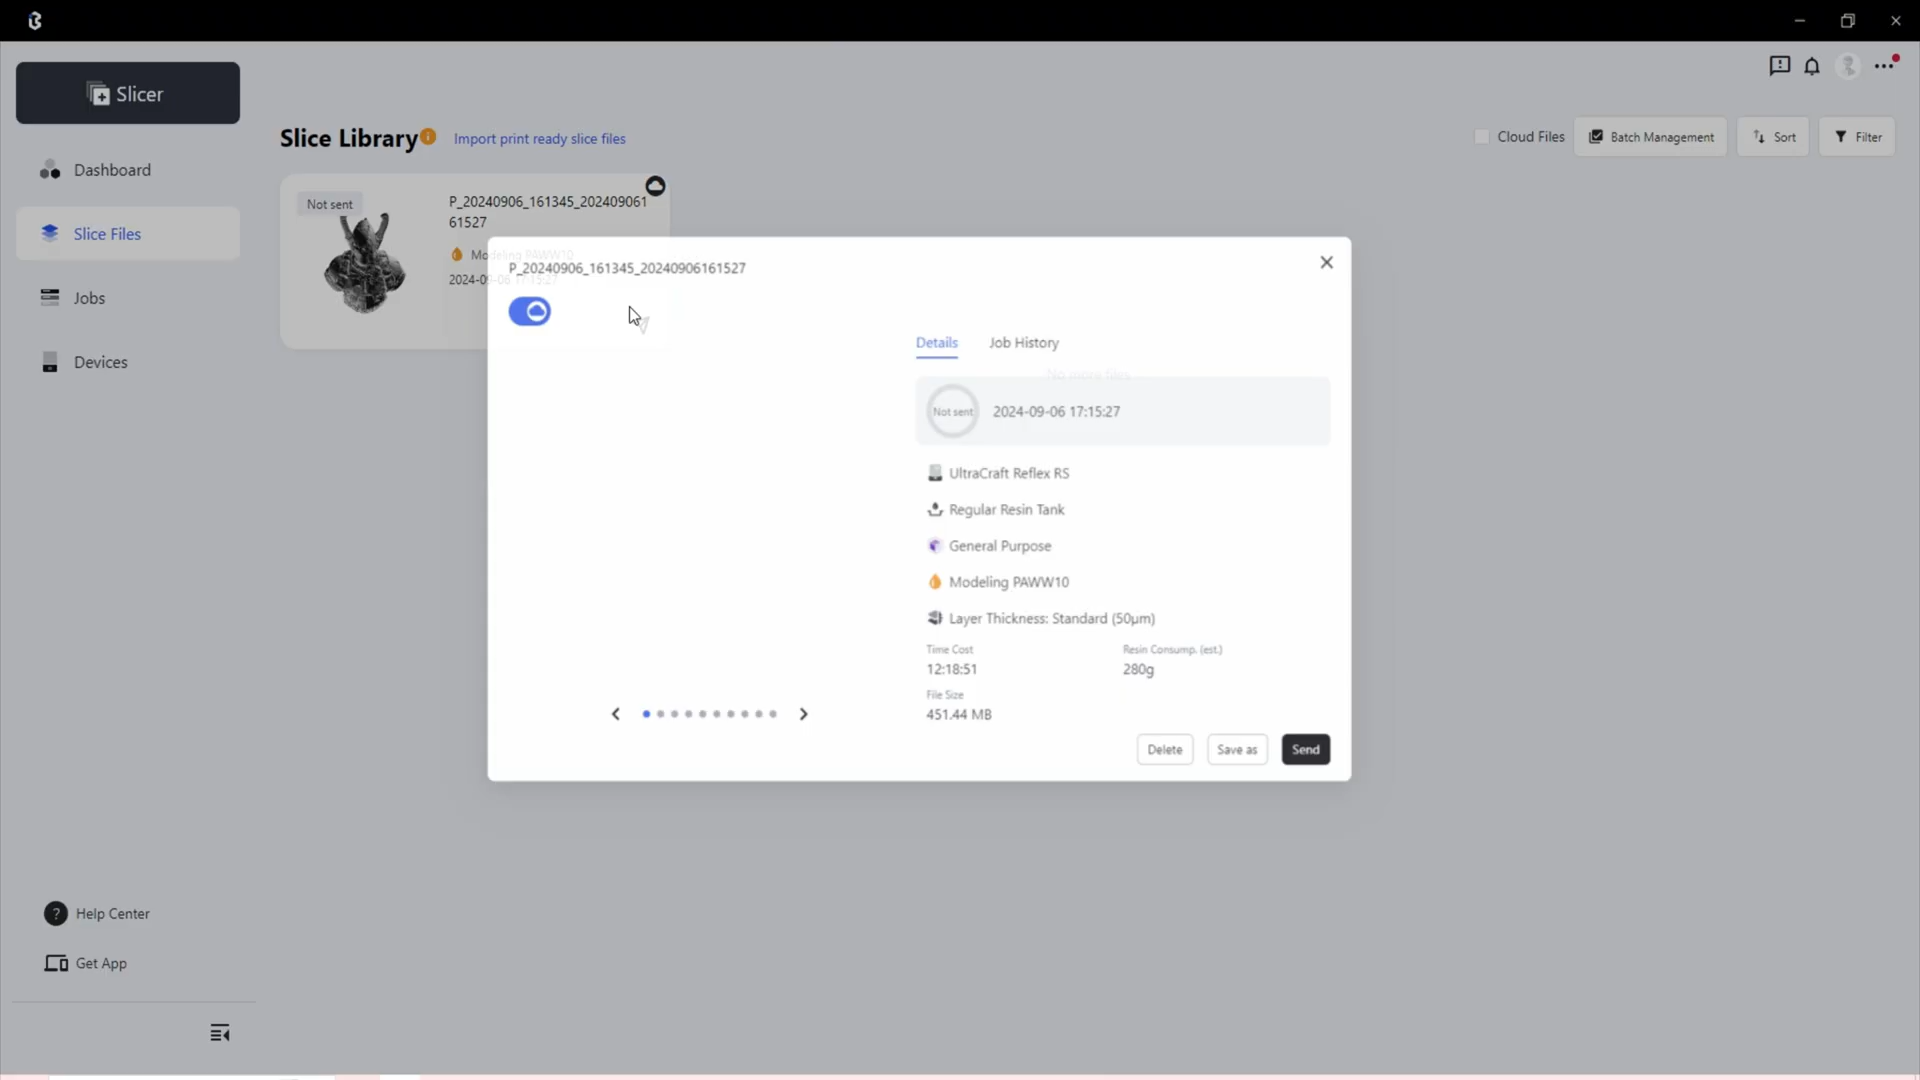 Slicer
Dashboard
Slice Files
Jobs
Devices
Help Center
Get App
Slice Library
Import print ready slice files
Cloud Files
Batch Management
Sort
Filter
Not sent
P_20240906_161345_202409061
61527
Modeling PAWW10
2024-09-06 17:15:27
P_20240906_161345_20240906161527
Details
Job History
No more files
Not sent
2024-09-06 17:15:27
UltraCraft Reflex RS
Regular Resin Tank
General Purpose
Modeling PAWW10
Layer Thickness: Standard (50µm)
Time Cost
Resin Consump. (est.)
12:18:51
280g
File Size
451.44 MB
Delete
Save as
Send